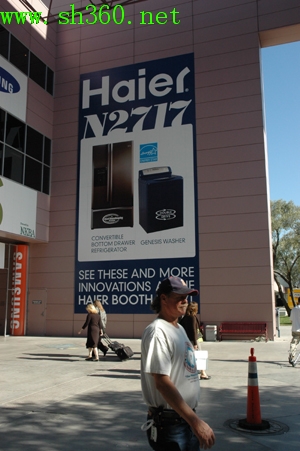 www.sh360.net
Haier
N2717
CONVERTIBLE
BOTTOM DRAWER
REFRIGERATOR
GENESIS WASHER
SEE THESE AND MORE
INNOVATIONS
HAIER BOOTH
NG
SAMSUNG